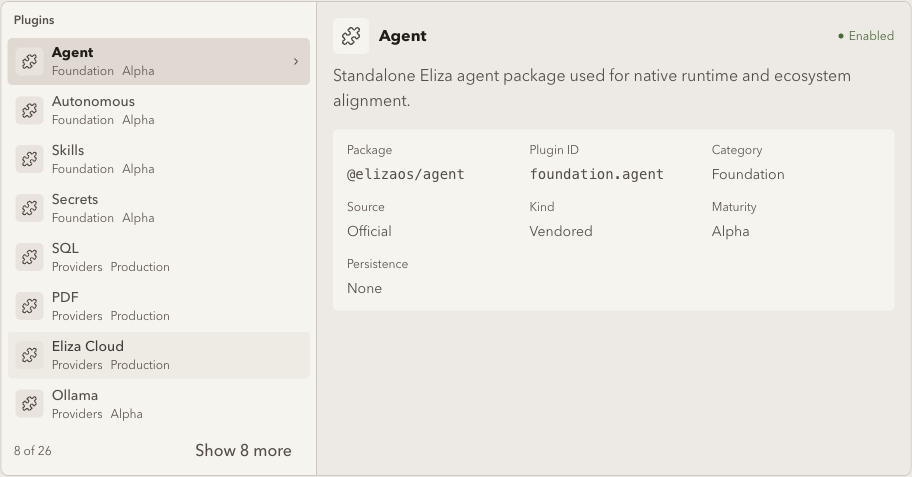 Plugins
Agent
Foundation Alpha
Autonomous
Foundation Alpha
Skills
Foundation Alpha
Secrets
Foundation Alpha
SQL
Providers Production
PDF
Providers Production
Eliza Cloud
Providers Production
Ollama
Providers Alpha
8 of 26
Show 8 more
Agent
Enabled
Standalone Eliza agent package used for native runtime and ecosystem
alignment.
Package
Plugin ID
Category
@elizaos/agent
foundation.agent
Foundation
Source
Kind
Maturity
Official
Vendored
Alpha
Persistence
None